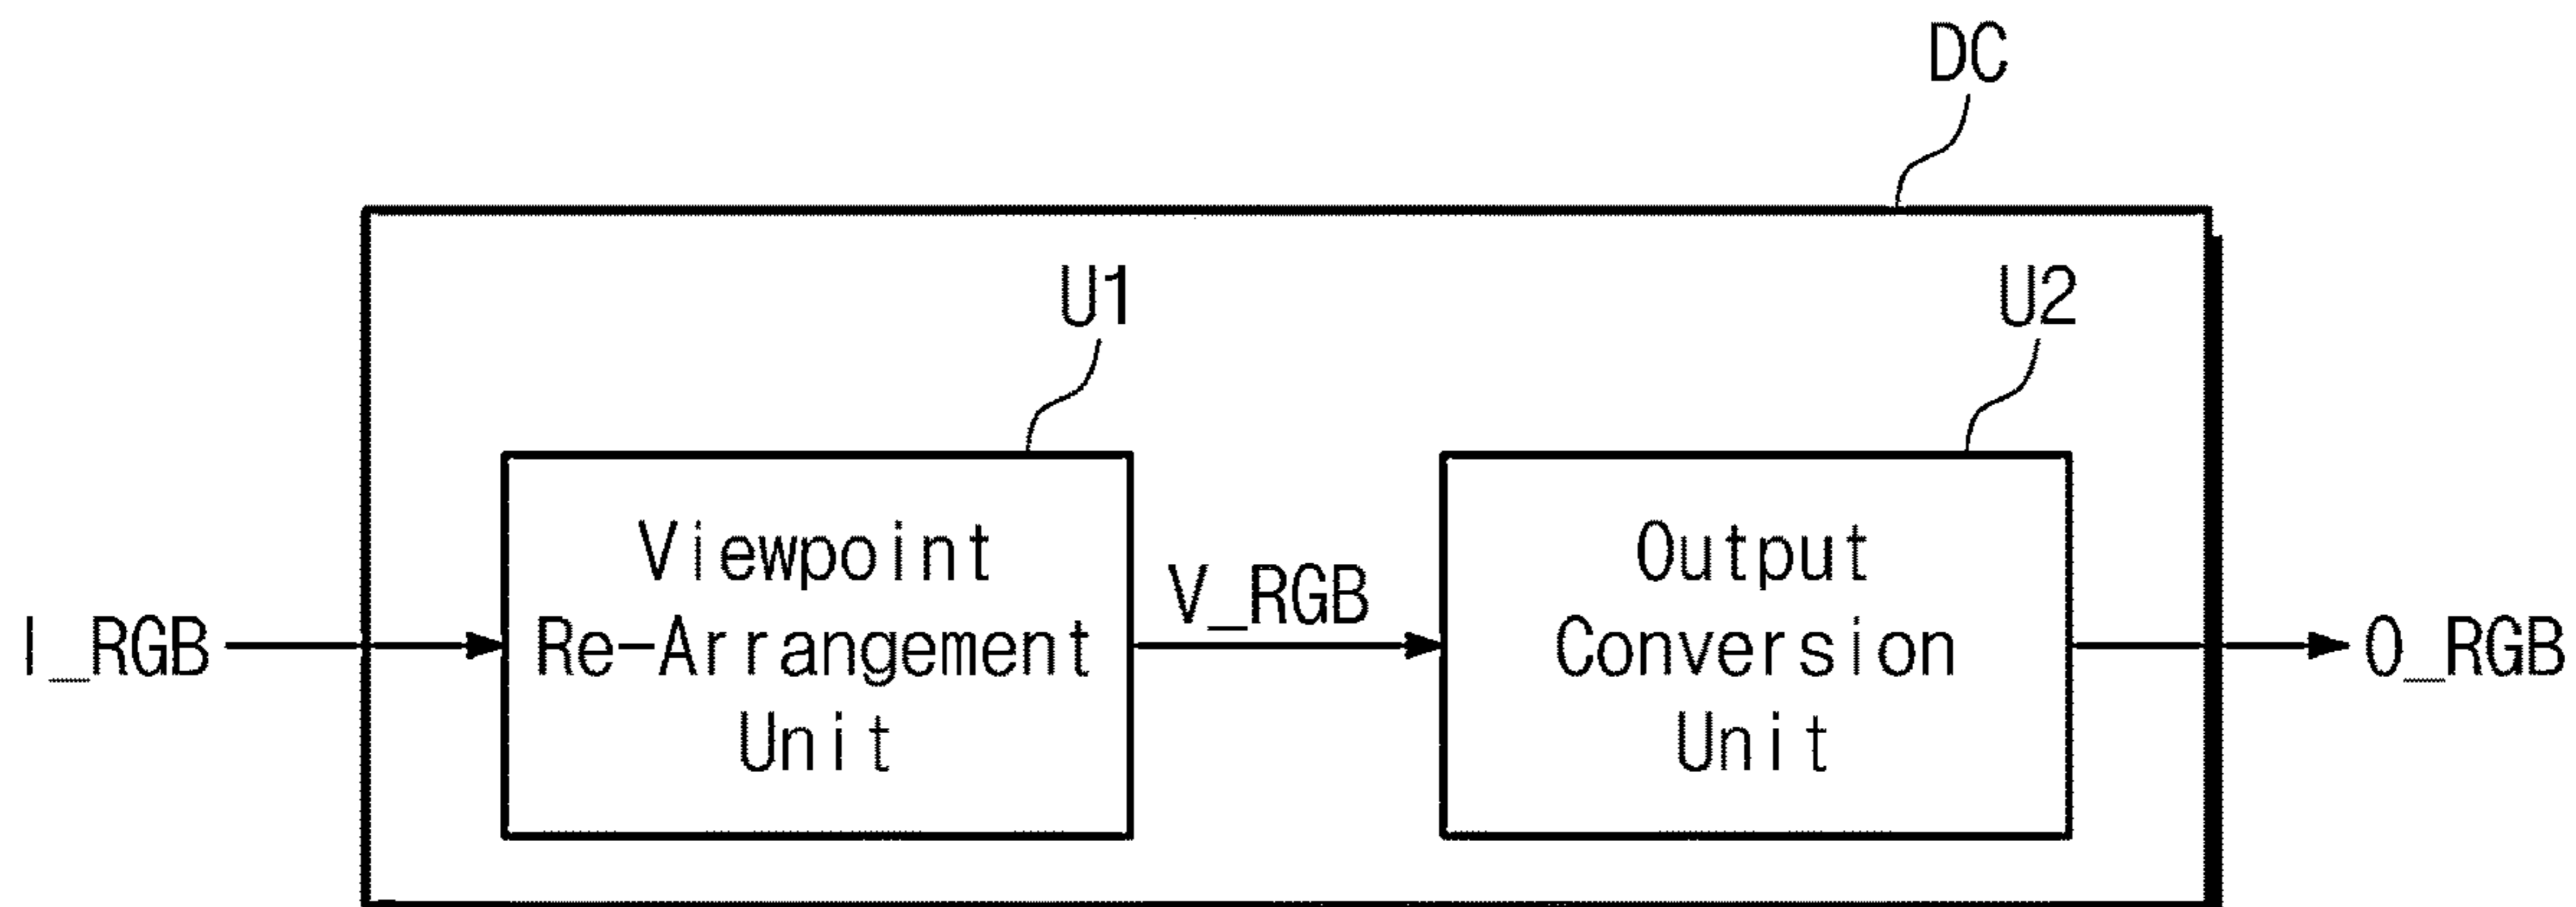 DC
U1
U2
Viewpoint
Re-Arrangement
Unit
Output
Conversion
Unit
I_RGB
V_RGB
O_RGB